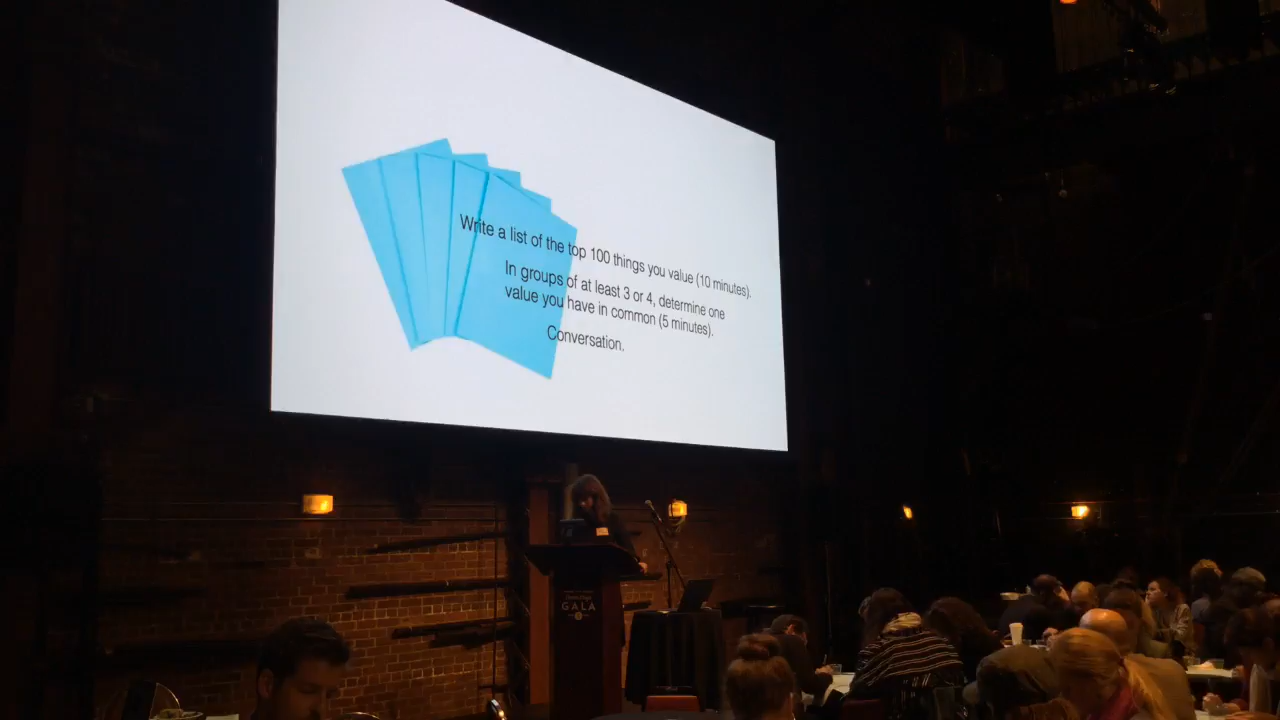 Write a list of the top 100 things you value (10 minutes).
In groups of at least 3 or 4, determine one
value you have in common (5 minutes).
Conversation.
GALA